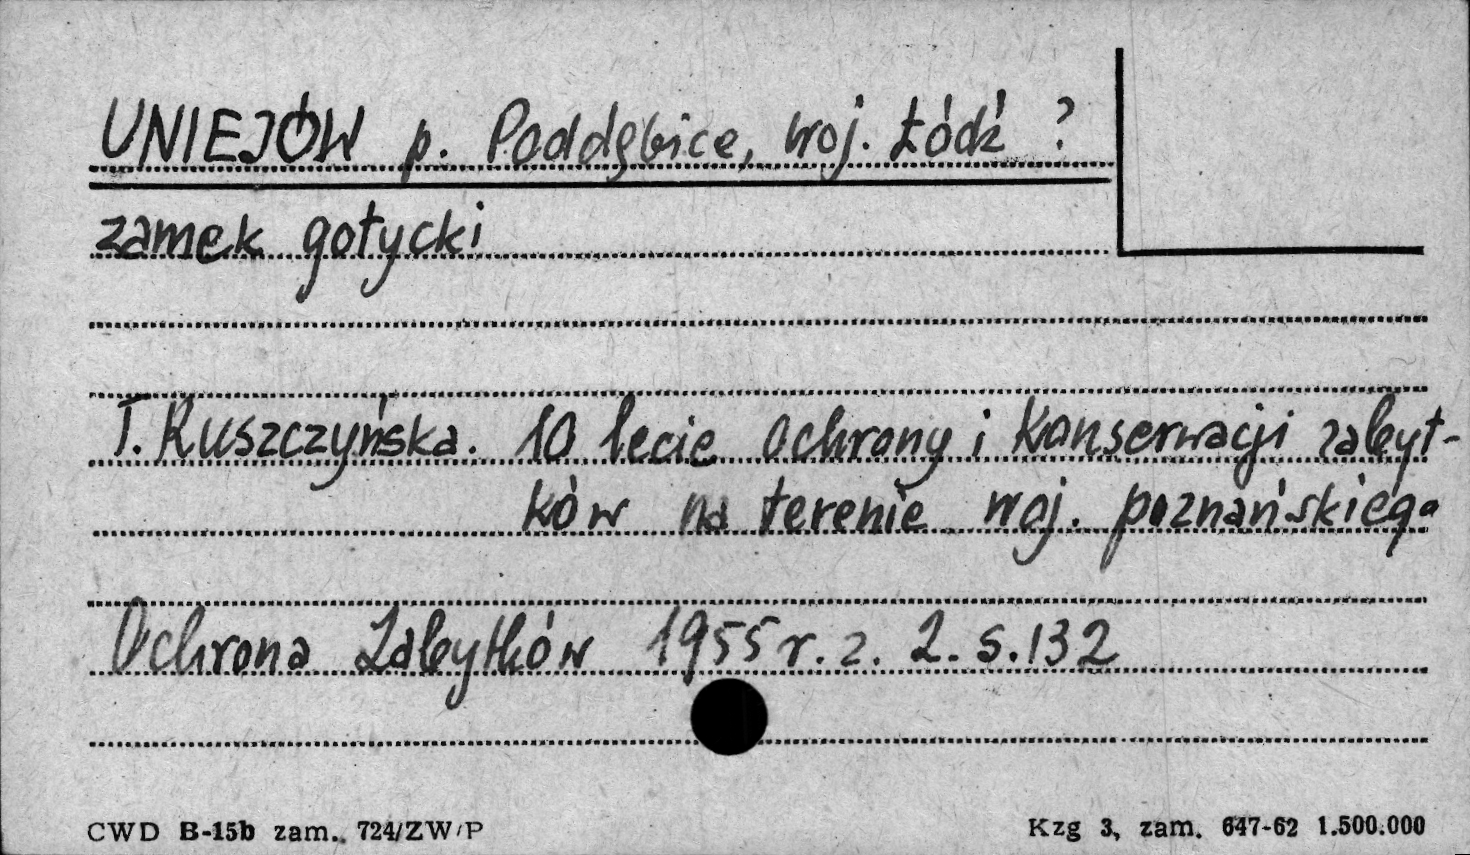 UNIEJÓW p. Poddębice, woj. Łódź ?
zamek gotycki
T. Ruszczyńska. 10 lecie Ochrony i Konserwacji zabyt-
ków na terenie woj. poznańskiego
Ochrona Zabytków 1955 r. z. 2. s. 132
CWD B-15b zam. 724/ZW/P
Kzg 3, zam. 647-62 1.500.000